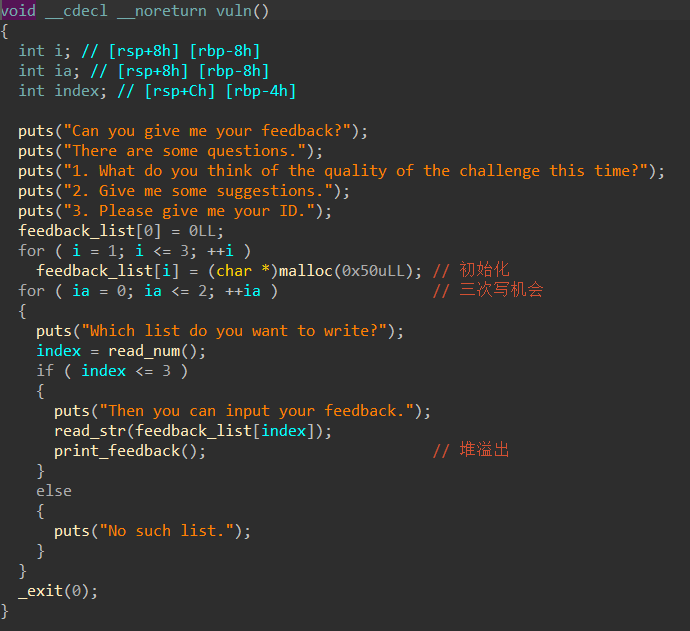 void __cdecl __noreturn vuln()
{
  int i; // [rsp+8h] [rbp-8h]
  int ia; // [rsp+8h] [rbp-8h]
  int index; // [rsp+Ch] [rbp-4h]

  puts("Can you give me your feedback?");
  puts("There are some questions.");
  puts("1. What do you think of the quality of the challenge this time?");
  puts("2. Give me some suggestions.");
  puts("3. Please give me your ID.");
  feedback_list[0] = 0LL;
  for ( i = 1; i <= 3; ++i )
    feedback_list[i] = (char *)malloc(0x50uLL); // 初始化
  for ( ia = 0; ia <= 2; ++ia )                 // 三次写机会
  {
    puts("Which list do you want to write?");
    index = read_num();
    if ( index <= 3 )
    {
      puts("Then you can input your feedback.");
      read_str(feedback_list[index]);
      print_feedback();                         // 堆溢出
    }
    else
    {
      puts("No such list.");
    }
  }
  _exit(0);
}